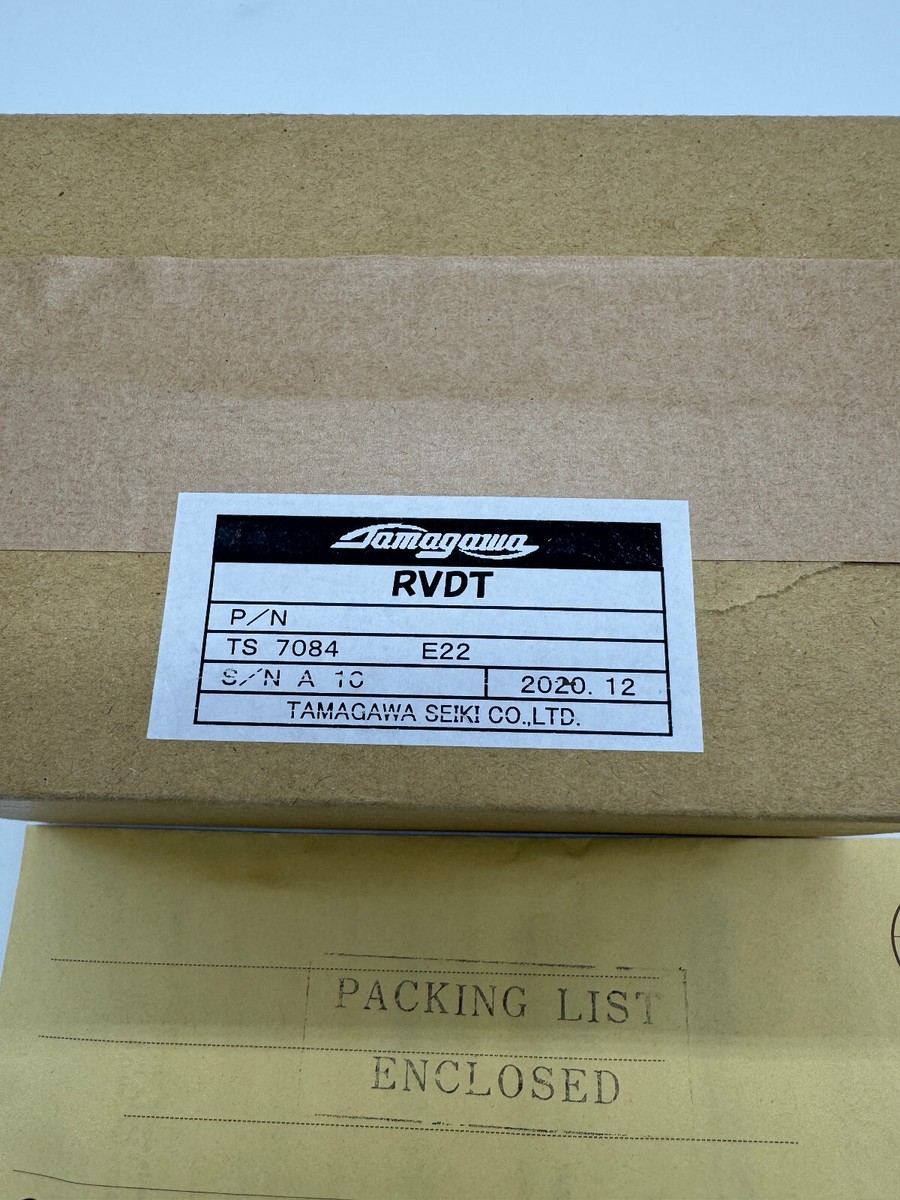 Tamagawa
RVDT
P/N
TS 7084 E22
S/N A 10
2020. 12
TAMAGAWA SEIKI CO.,LTD.
PACKING LIST
ENCLOSED